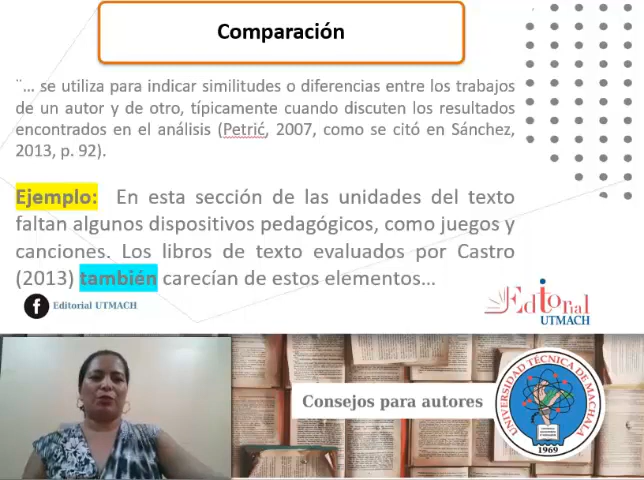 Comparación
¨... se utiliza para indicar similitudes o diferencias entre los trabajos
de un autor y de otro, típicamente cuando discuten los resultados
encontrados en el análisis (Petrić, 2007, como se citó en Sánchez,
2013, p. 92).
Ejemplo: En esta sección de las unidades del texto
faltan algunos dispositivos pedagógicos, como juegos y
canciones. Los libros de texto evaluados por Castro
(2013) también carecían de estos elementos...
Editorial UTMACH
Editorial
UTMACH
Consejos para autores
UNIVERSIDAD TÉCNICA DE MACHALA
1969